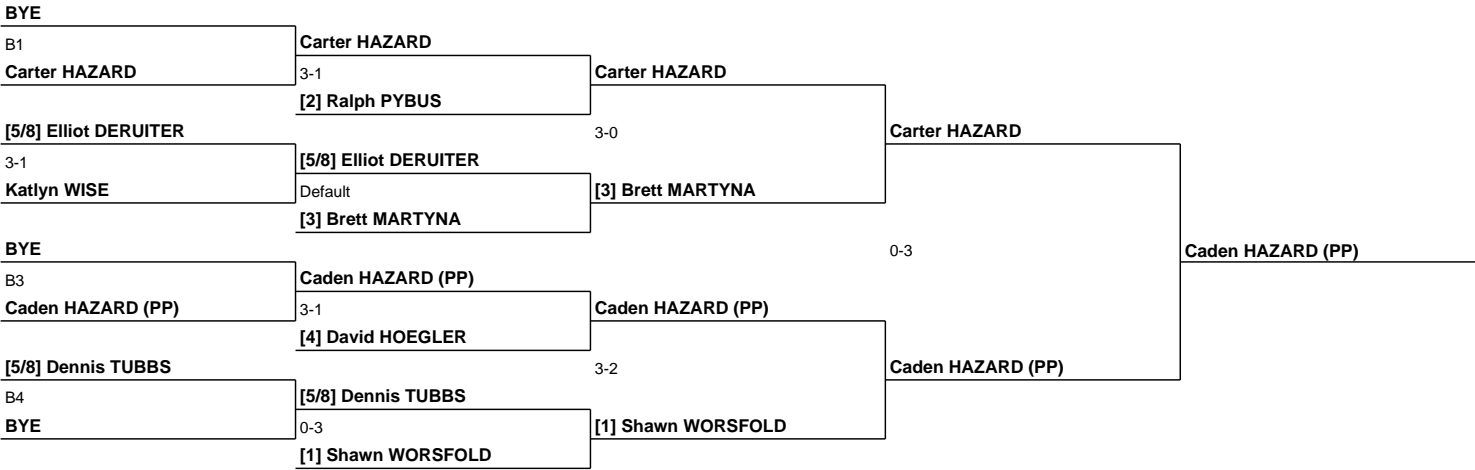 BYE
B1
Carter HAZARD
Carter HAZARD
3-1
Carter HAZARD
[2] Ralph PYBUS
[5/8] Elliot DERUITER
3-0
Carter HAZARD
3-1
[5/8] Elliot DERUITER
Katlyn WISE
Default
[3] Brett MARTYNA
[3] Brett MARTYNA
BYE
0-3
Caden HAZARD (PP)
B3
Caden HAZARD (PP)
Caden HAZARD (PP)
3-1
Caden HAZARD (PP)
[4] David HOEGLER
[5/8] Dennis TUBBS
3-2
Caden HAZARD (PP)
B4
[5/8] Dennis TUBBS
BYE
0-3
[1] Shawn WORSFOLD
[1] Shawn WORSFOLD